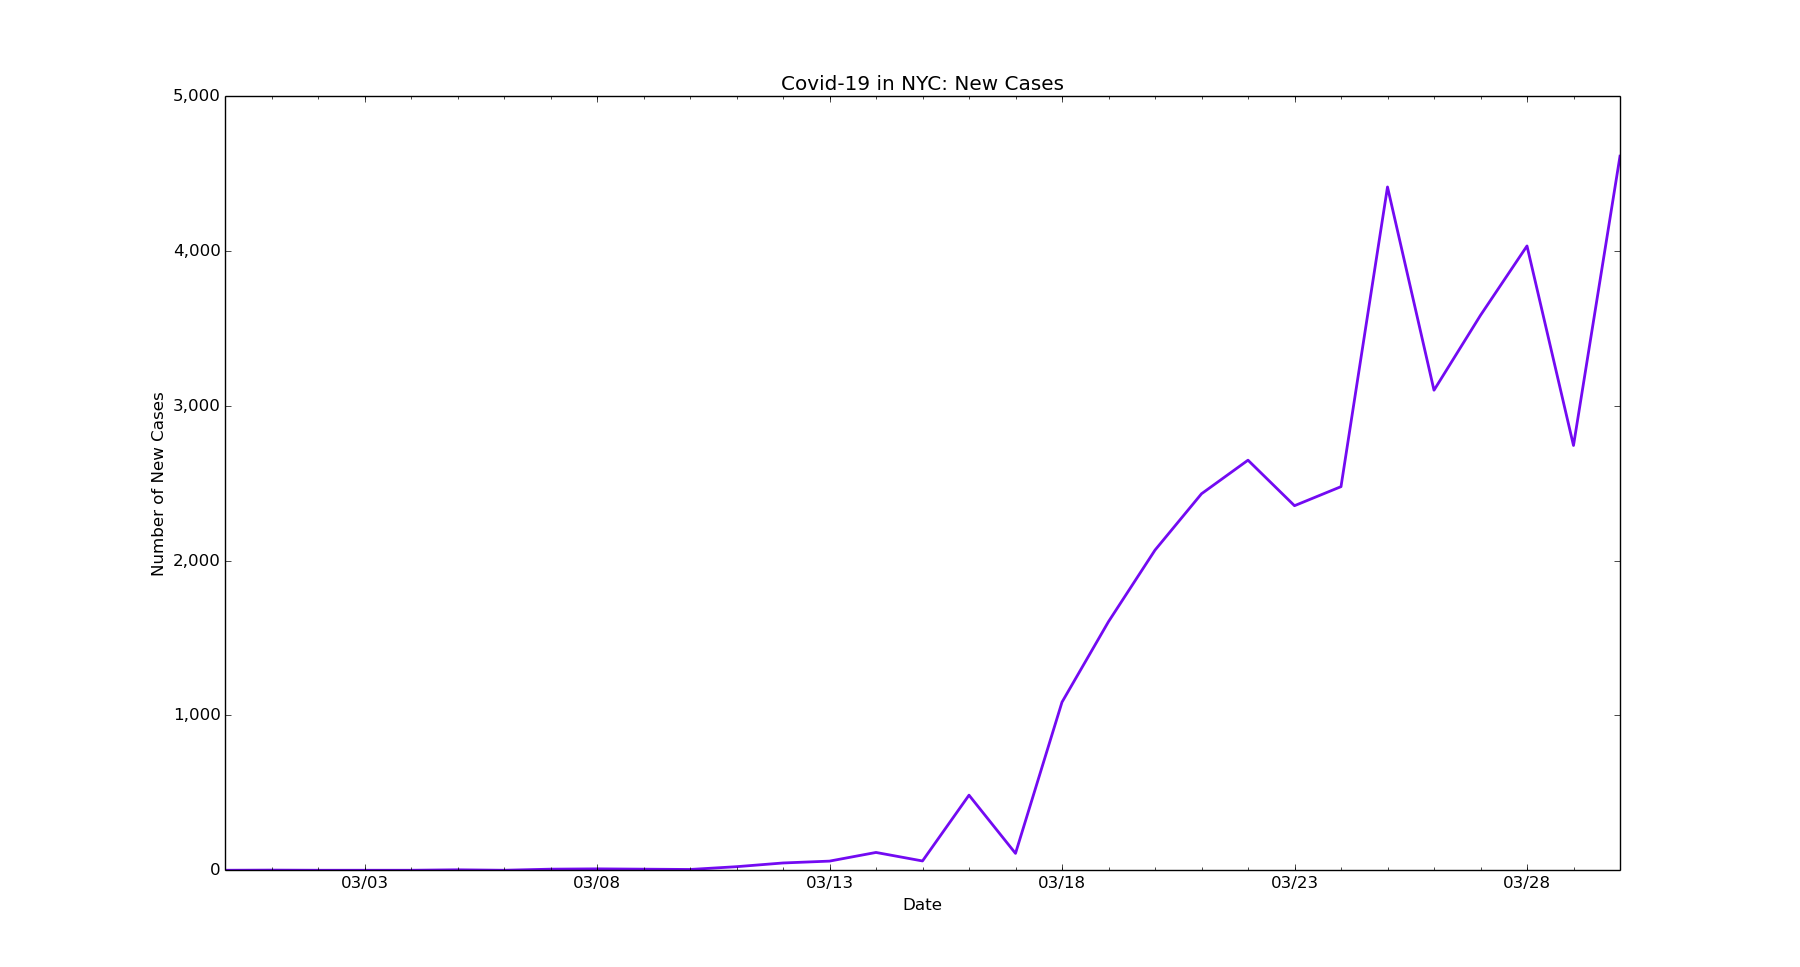 Covid-19 in NYC: New Cases
5,000
4,000
3,000
2,000
1,000
0
Number of New Cases
03/03 03/08 03/13 03/18 03/23 03/28
Date